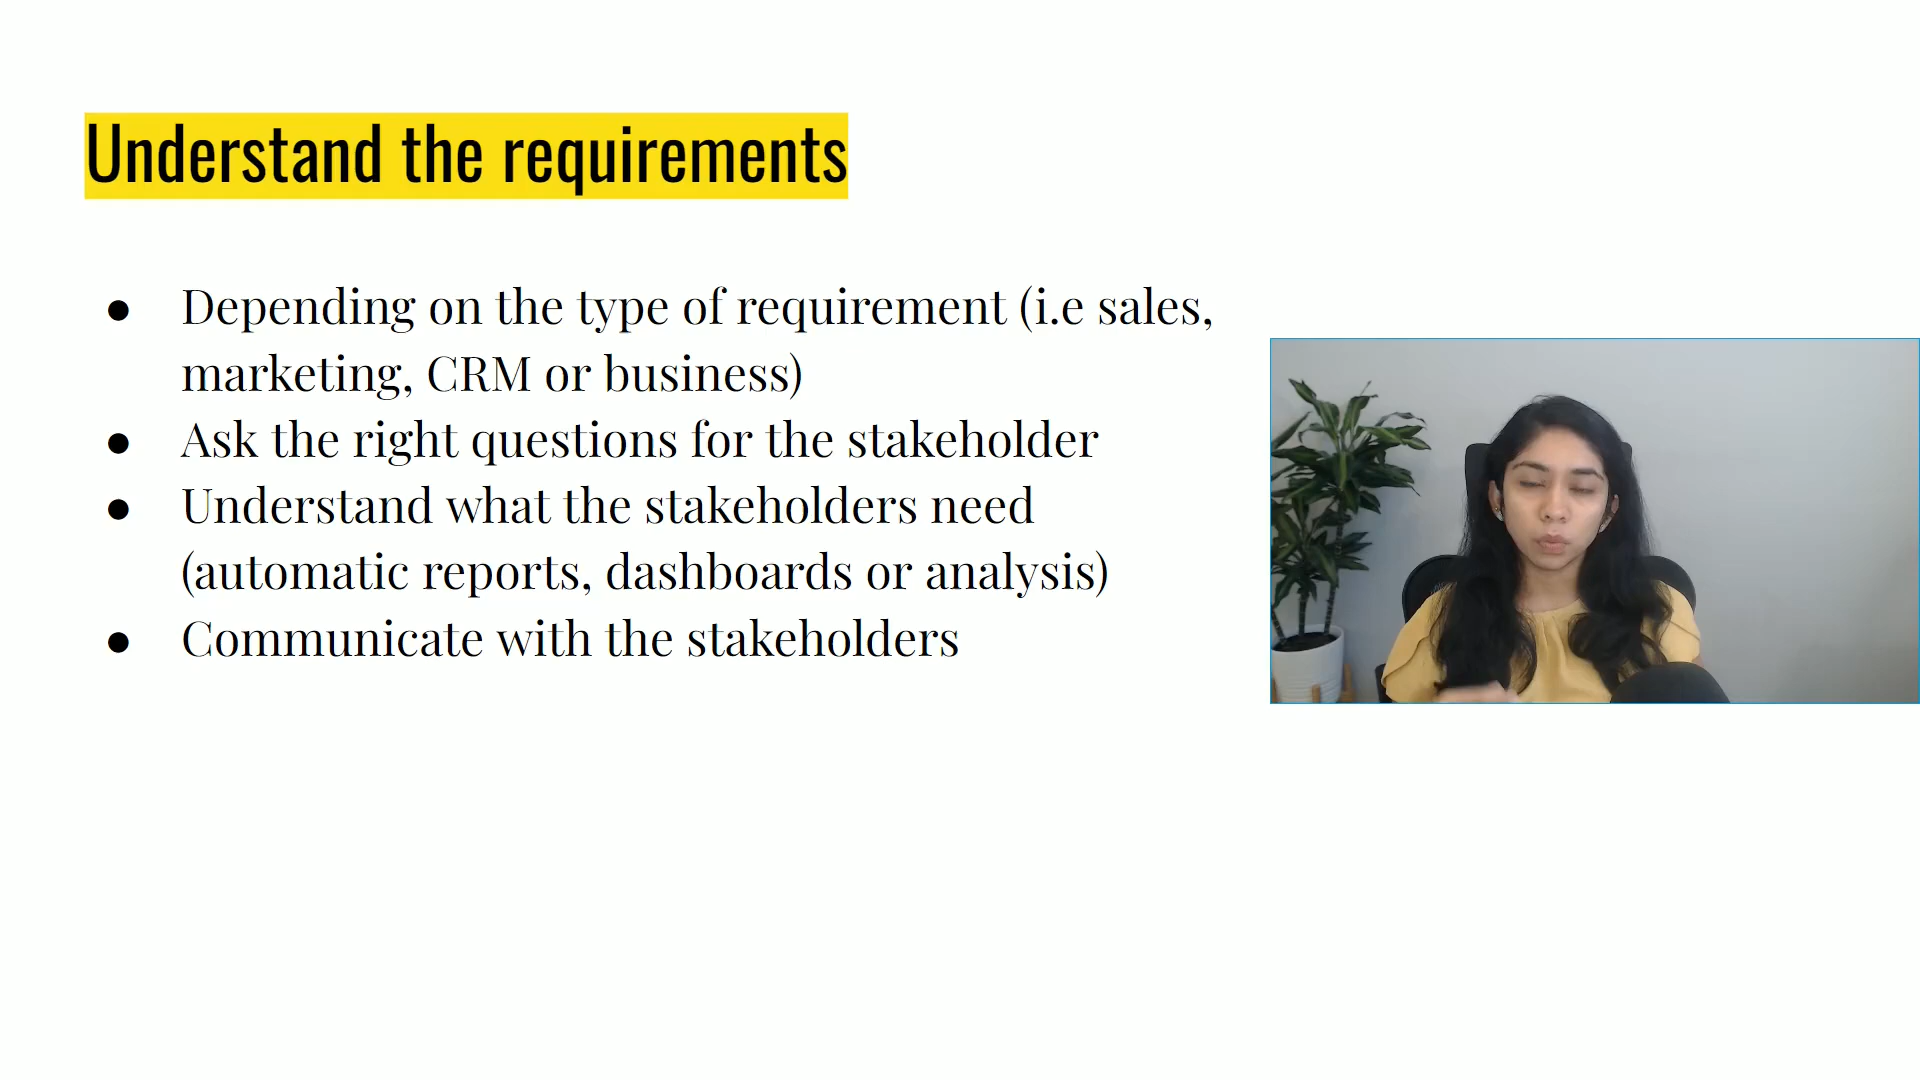 Understand the requirements
● Depending on the type of requirement (i.e sales,
marketing, CRM or business)
● Ask the right questions for the stakeholder
● Understand what the stakeholders need
(automatic reports, dashboards or analysis)
● Communicate with the stakeholders